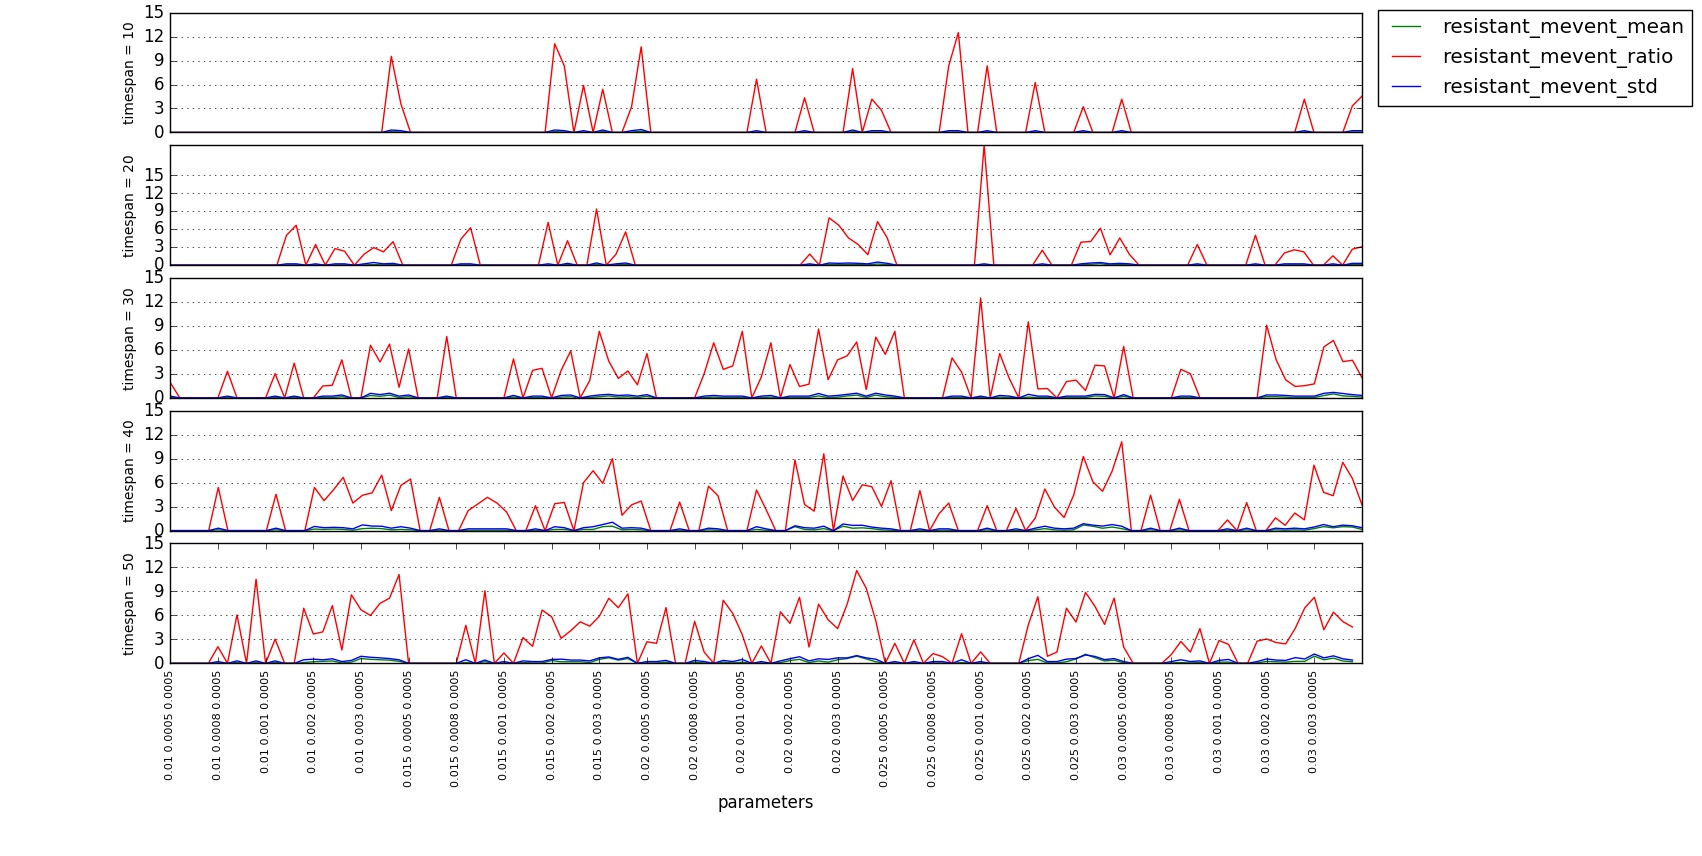 resistant_mevent_mean
resistant_mevent_ratio
resistant_mevent_std
timespan = 10
15
12
9
6
3
0
timespan = 20
15
12
9
6
3
0
timespan = 30
15
12
9
6
3
0
timespan = 40
15
12
9
6
3
0
timespan = 50
15
12
9
6
3
0
0.01 0.0005 0.0005
0.01 0.0008 0.0005
0.01 0.001 0.0005
0.01 0.002 0.0005
0.01 0.003 0.0005
0.015 0.0005 0.0005
0.015 0.0008 0.0005
0.015 0.001 0.0005
0.015 0.002 0.0005
0.015 0.003 0.0005
0.02 0.0005 0.0005
0.02 0.0008 0.0005
0.02 0.001 0.0005
0.02 0.002 0.0005
0.02 0.003 0.0005
0.025 0.0005 0.0005
0.025 0.0008 0.0005
0.025 0.001 0.0005
0.025 0.002 0.0005
0.025 0.003 0.0005
0.03 0.0005 0.0005
0.03 0.0008 0.0005
0.03 0.001 0.0005
0.03 0.002 0.0005
0.03 0.003 0.0005
parameters